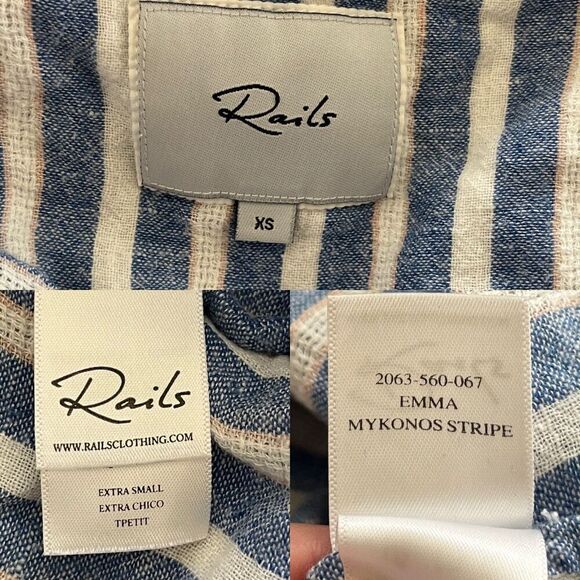 Rails
XS
Rails
WWW.RAILSCLOTHING.COM
EXTRA SMALL
EXTRA CHICO
TPETIT
2063-560-067
EMMA
MYKONOS STRIPE